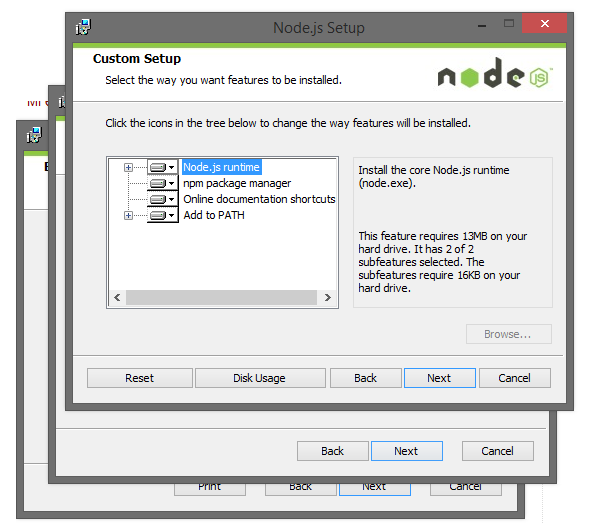 Node.js Setup
Custom Setup
Select the way you want features to be installed.
node
JS
Click the icons in the tree below to change the way features will be installed.
Node.js runtime
npm package manager
Online documentation shortcuts
Add to PATH
Install the core Node.js runtime
(node.exe).
This feature requires 13MB on your
hard drive. It has 2 of 2
subfeatures selected. The
subfeatures require 16KB on your
hard drive.
Browse...
Reset Disk Usage Back Next Cancel
Back Next Cancel
Print Back Next Cancel